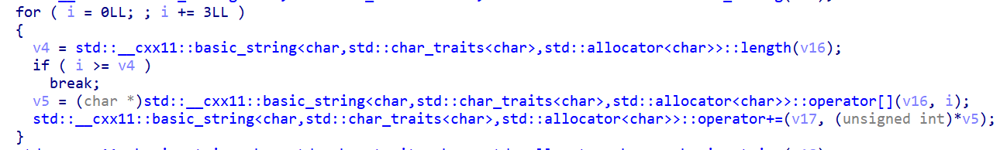 for ( i = 0LL; ; i += 3LL )
{
v4 = std::__cxx11::basic_string<char,std::char_traits<char>,std::allocator<char>>::length(v16);
if ( i >= v4 )
break;
v5 = (char *)std::__cxx11::basic_string<char,std::char_traits<char>,std::allocator<char>>::operator[](v16, i);
std::__cxx11::basic_string<char,std::char_traits<char>,std::allocator<char>>::operator+=(v17, (unsigned int)*v5);
}